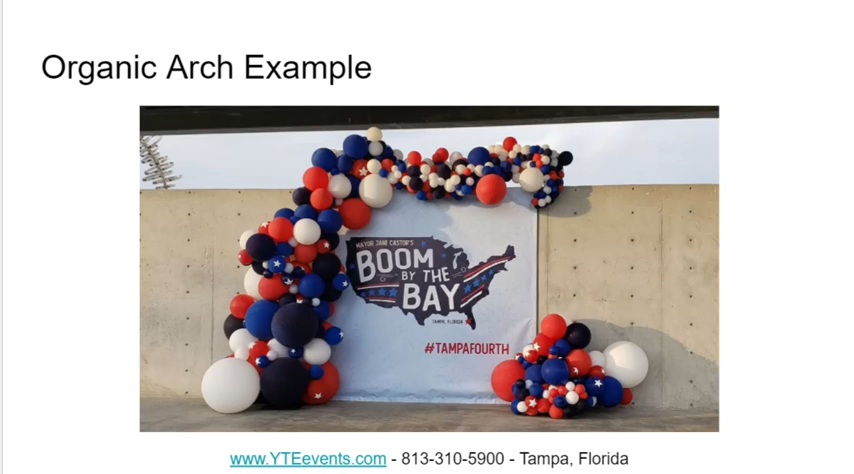 Organic Arch Example
MAYOR JANE CASTOR'S
BOOM
BY THE
BAY
TAMPA, FLORIDA
#TAMPAFOURTH
www.YTEevents.com - 813-310-5900 - Tampa, Florida